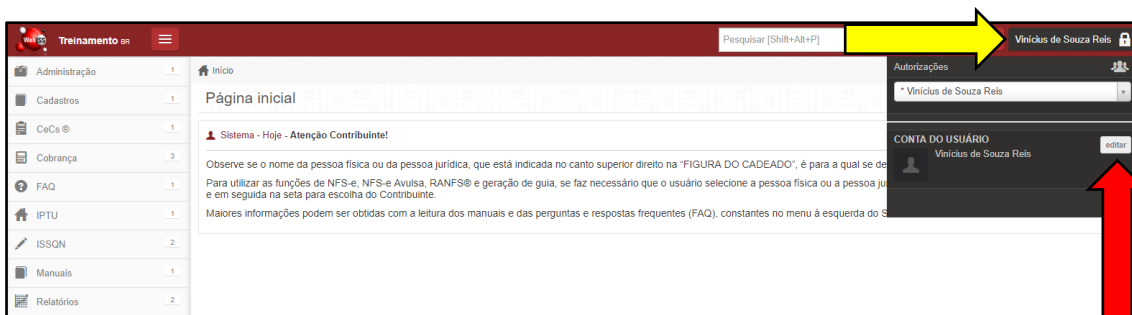 Web ISS
Treinamento BR
Pesquisar [Shift+Alt+P]
Vinícius de Souza Reis
Administração 1
Cadastros 1
CeCs ® 1
Cobrança 3
FAQ 1
IPTU 1
ISSQN 2
Manuais 1
Relatórios 2
Início
Página inicial
Sistema - Hoje - Atenção Contribuinte!
Observe se o nome da pessoa física ou da pessoa jurídica, que está indicada no canto superior direito na "FIGURA DO CADEADO", é para a qual se de
Para utilizar as funções de NFS-e, NFS-e Avulsa, RANFS® e geração de guia, se faz necessário que o usuário selecione a pessoa física ou a pessoa ju
e em seguida na seta para escolha do Contribuinte.
Maiores informações podem ser obtidas com a leitura dos manuais e das perguntas e respostas frequentes (FAQ), constantes no menu à esquerda do S
Autorizações
* Vinícius de Souza Reis
CONTA DO USUÁRIO
Vinícius de Souza Reis
editar